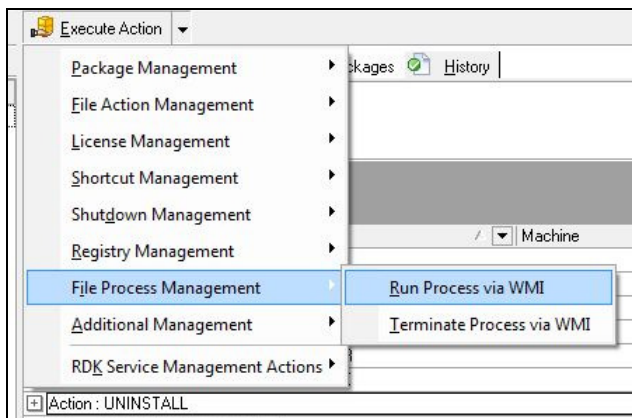 Execute Action
Package Management
ckages History
File Action Management
License Management
Shortcut Management
Shutdown Management
Machine
Registry Management
File Process Management
Run Process via WMI
Additional Management
Terminate Process via WMI
RDK Service Management Actions
Action : UNINSTALL